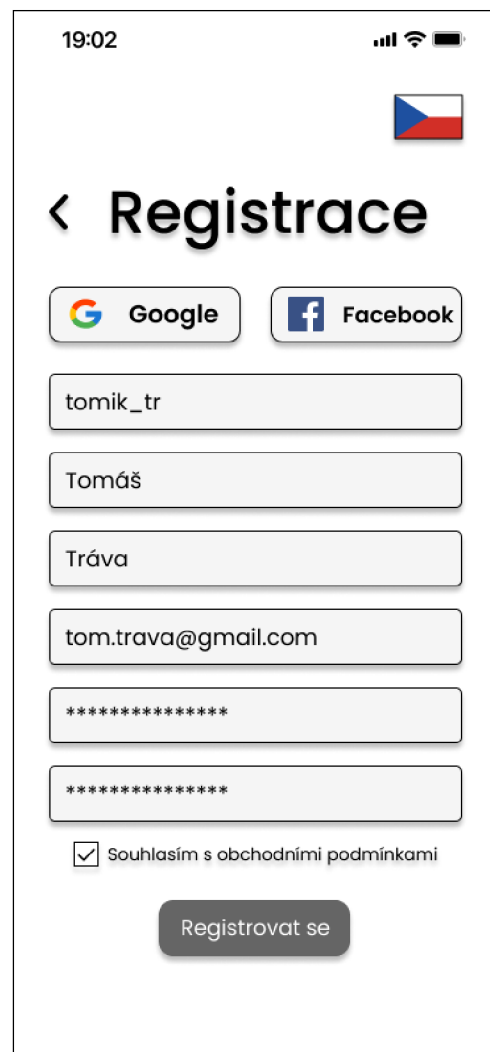 19:02
Registrace
Google
Facebook
tomik_tr
Tomáš
Tráva
tom.trava@gmail.com
***************
***************
Souhlasím s obchodními podmínkami
Registrovat se